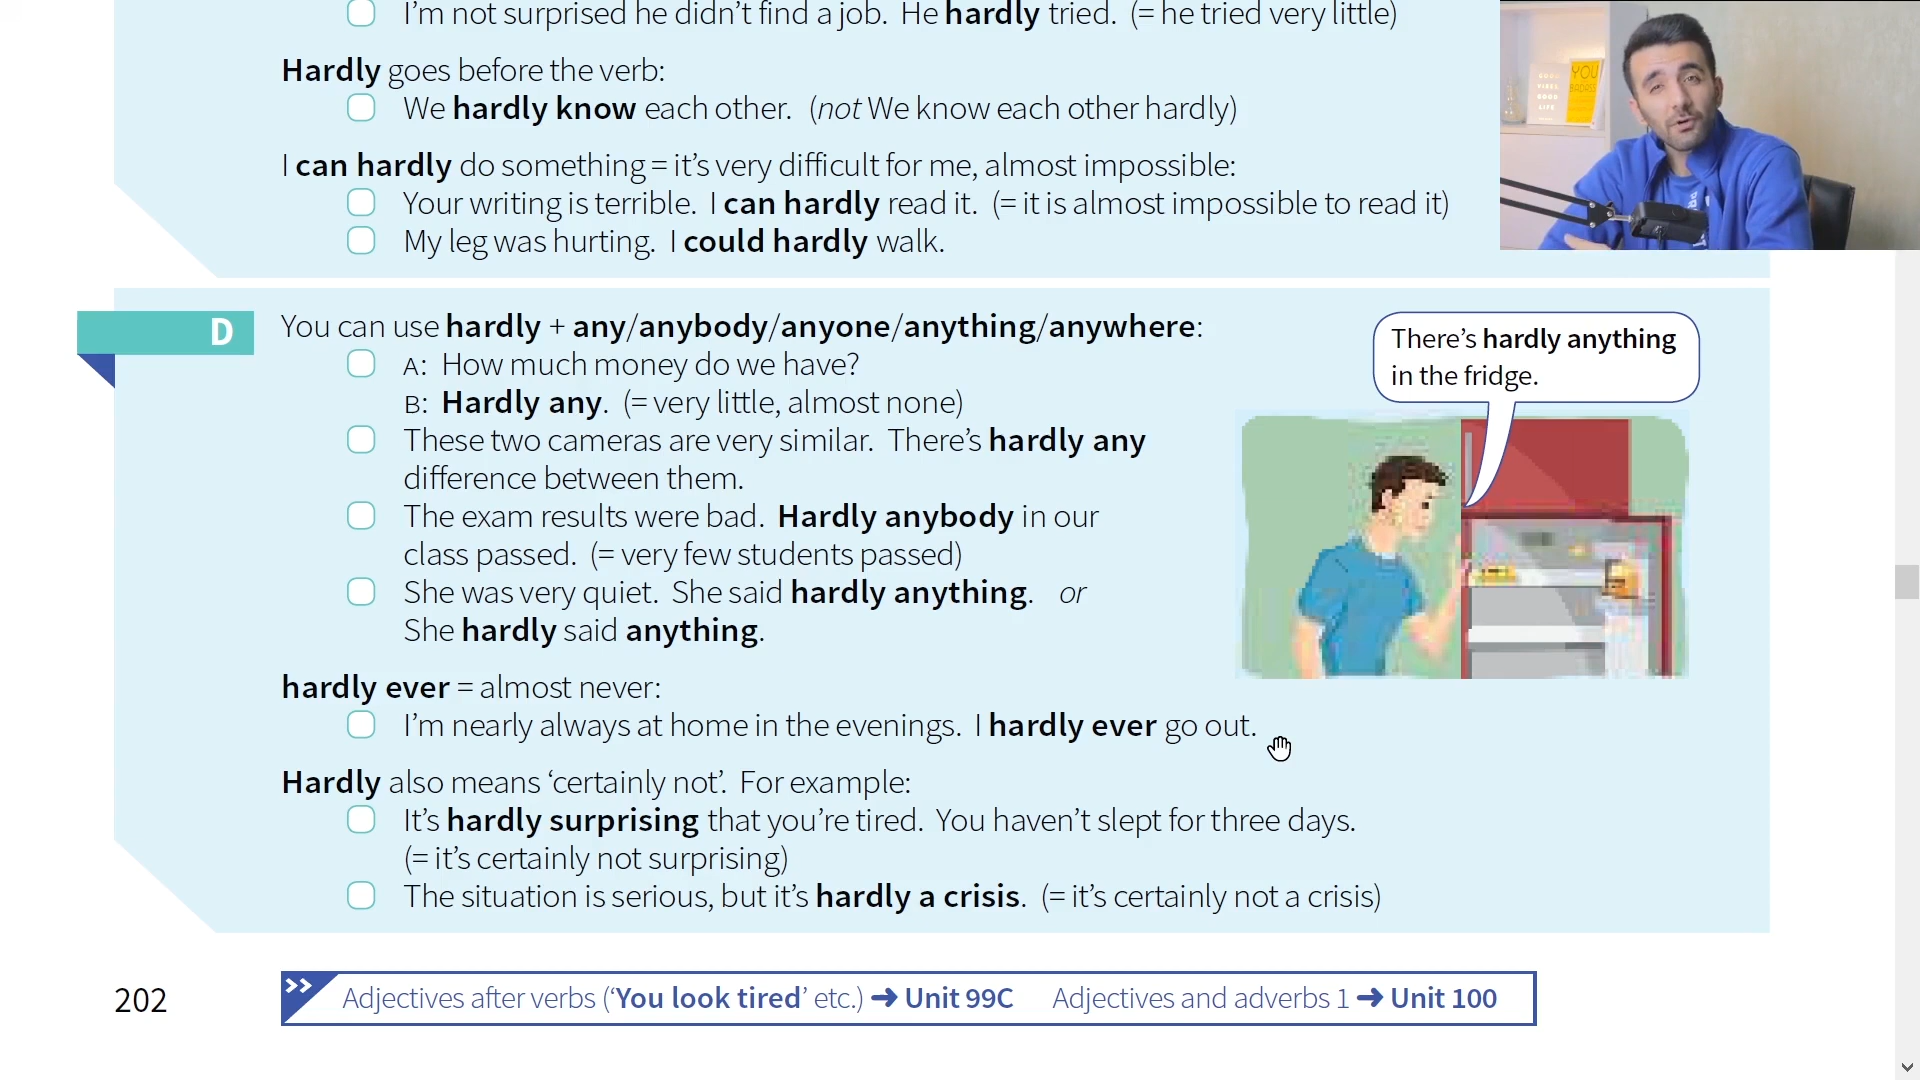 I'm not surprised he didn't find a job. He hardly tried. (= he tried very little)
Hardly goes before the verb:
We hardly know each other. (not We know each other hardly)
I can hardly do something = it's very difficult for me, almost impossible:
Your writing is terrible. I can hardly read it. (= it is almost impossible to read it)
My leg was hurting. I could hardly walk.
GOOD
VIBES
GOOD
LIFE
YOU
D
You can use hardly + any/anybody/anyone/anything/anywhere:
A: How much money do we have?
B: Hardly any. (= very little, almost none)
These two cameras are very similar. There's hardly any
difference between them.
The exam results were bad. Hardly anybody in our
class passed. (= very few students passed)
She was very quiet. She said hardly anything. or
She hardly said anything.
There's hardly anything
in the fridge.
hardly ever = almost never:
I'm nearly always at home in the evenings. I hardly ever go out.
Hardly also means 'certainly not'. For example:
It's hardly surprising that you're tired. You haven't slept for three days.
(= it's certainly not surprising)
The situation is serious, but it's hardly a crisis. (= it's certainly not a crisis)
202
>> Adjectives after verbs ('You look tired' etc.) ➜ Unit 99C Adjectives and adverbs 1 ➜ Unit 100